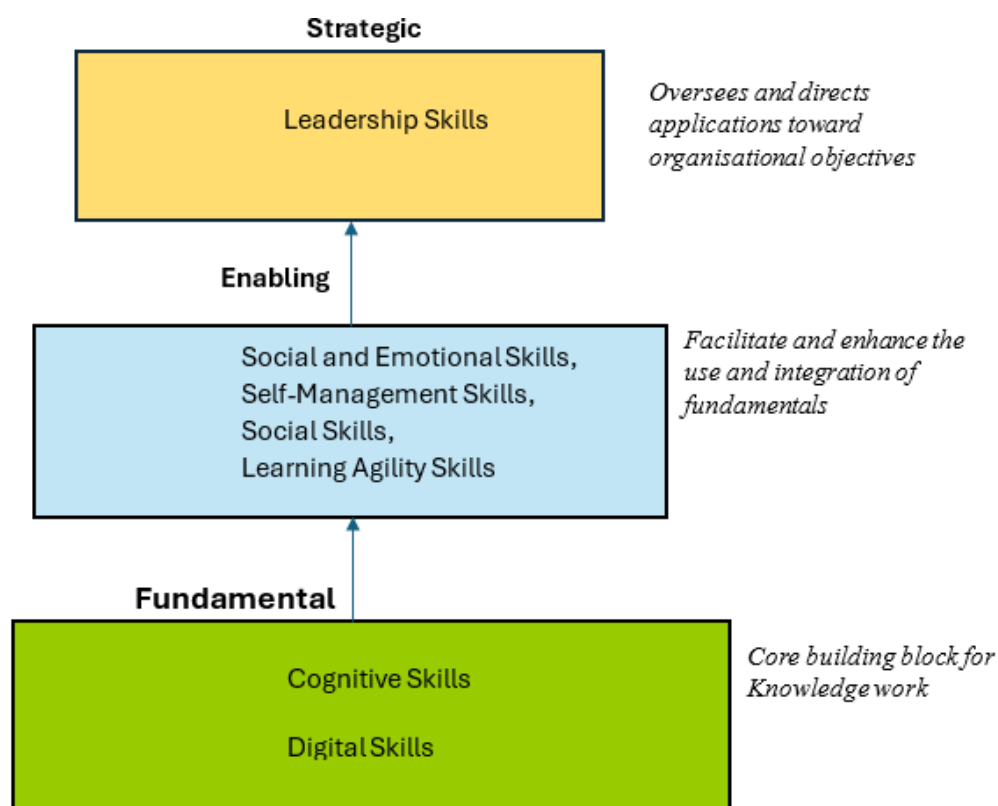 Strategic
Leadership Skills
Oversees and directs
applications toward
organisational objectives
Enabling
Social and Emotional Skills,
Self-Management Skills,
Social Skills,
Learning Agility Skills
Facilitate and enhance the
use and integration of
fundamentals
Fundamental
Cognitive Skills
Digital Skills
Core building block for
Knowledge work